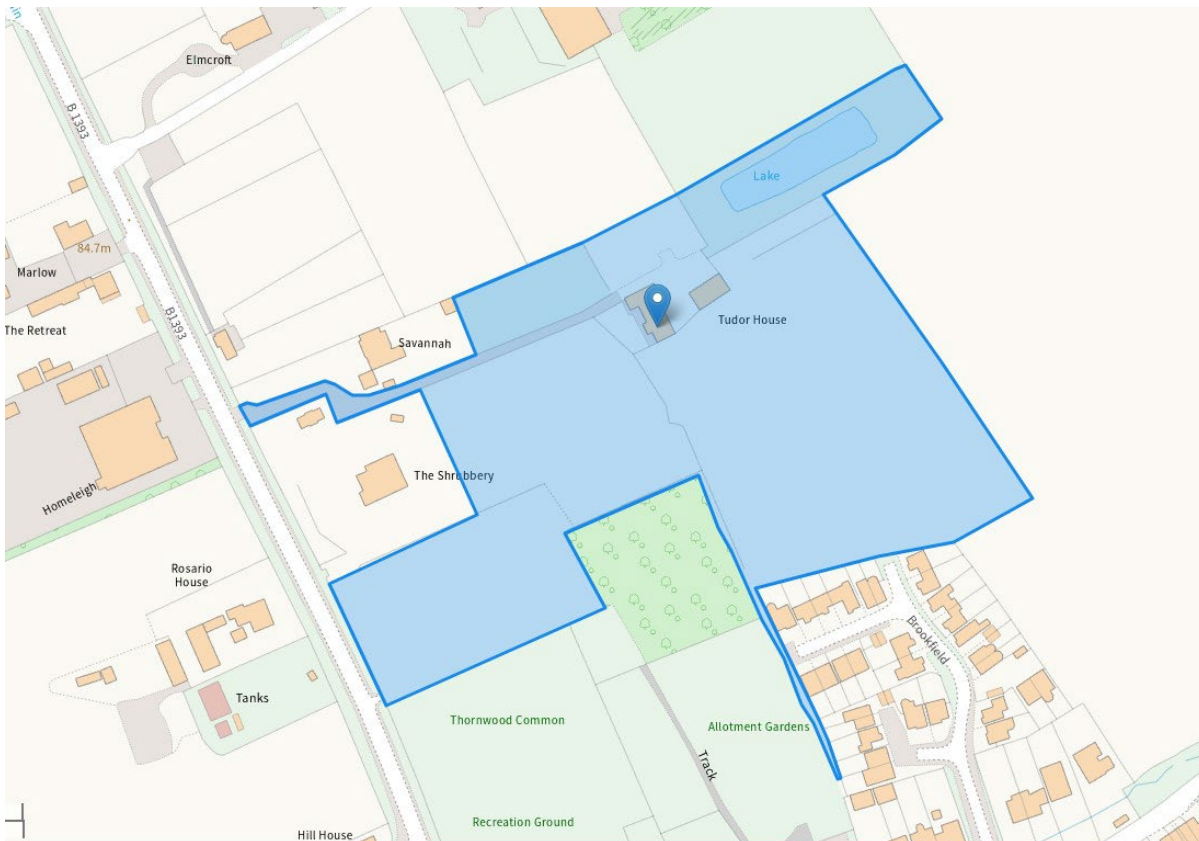 in
Elmcroft
B 1393
84.7m
Marlow
B1393
The Retreat
Savannah
Lake
Tudor House
The Shrubbery
Homeleigh
Rosario
House
Tanks
Thornwood Common
Allotment Gardens
Brookfield
Track
Recreation Ground
Hill House